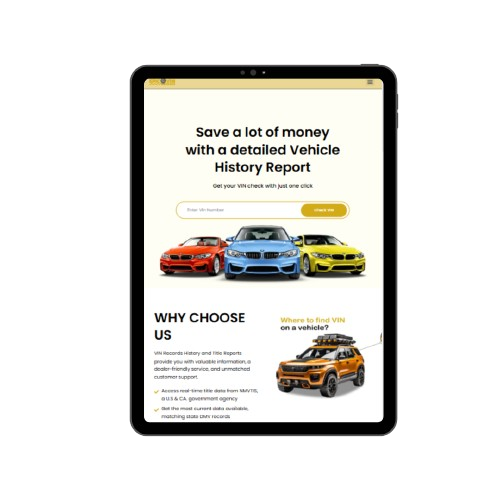 Save a lot of money
with a detailed Vehicle
History Report
Get your VIN check with just one click
Enter VIN Number
Check VIN
WHY CHOOSE
US
VIN Records History and Title Reports
provide you with valuable information, a
dealer-friendly service, and unmatched
customer support.
Access real-time title data from NMVTIS,
a U.S & CA. government agency
Get the most current data available,
matching state DMV records
Where to find VIN
on a vehicle?